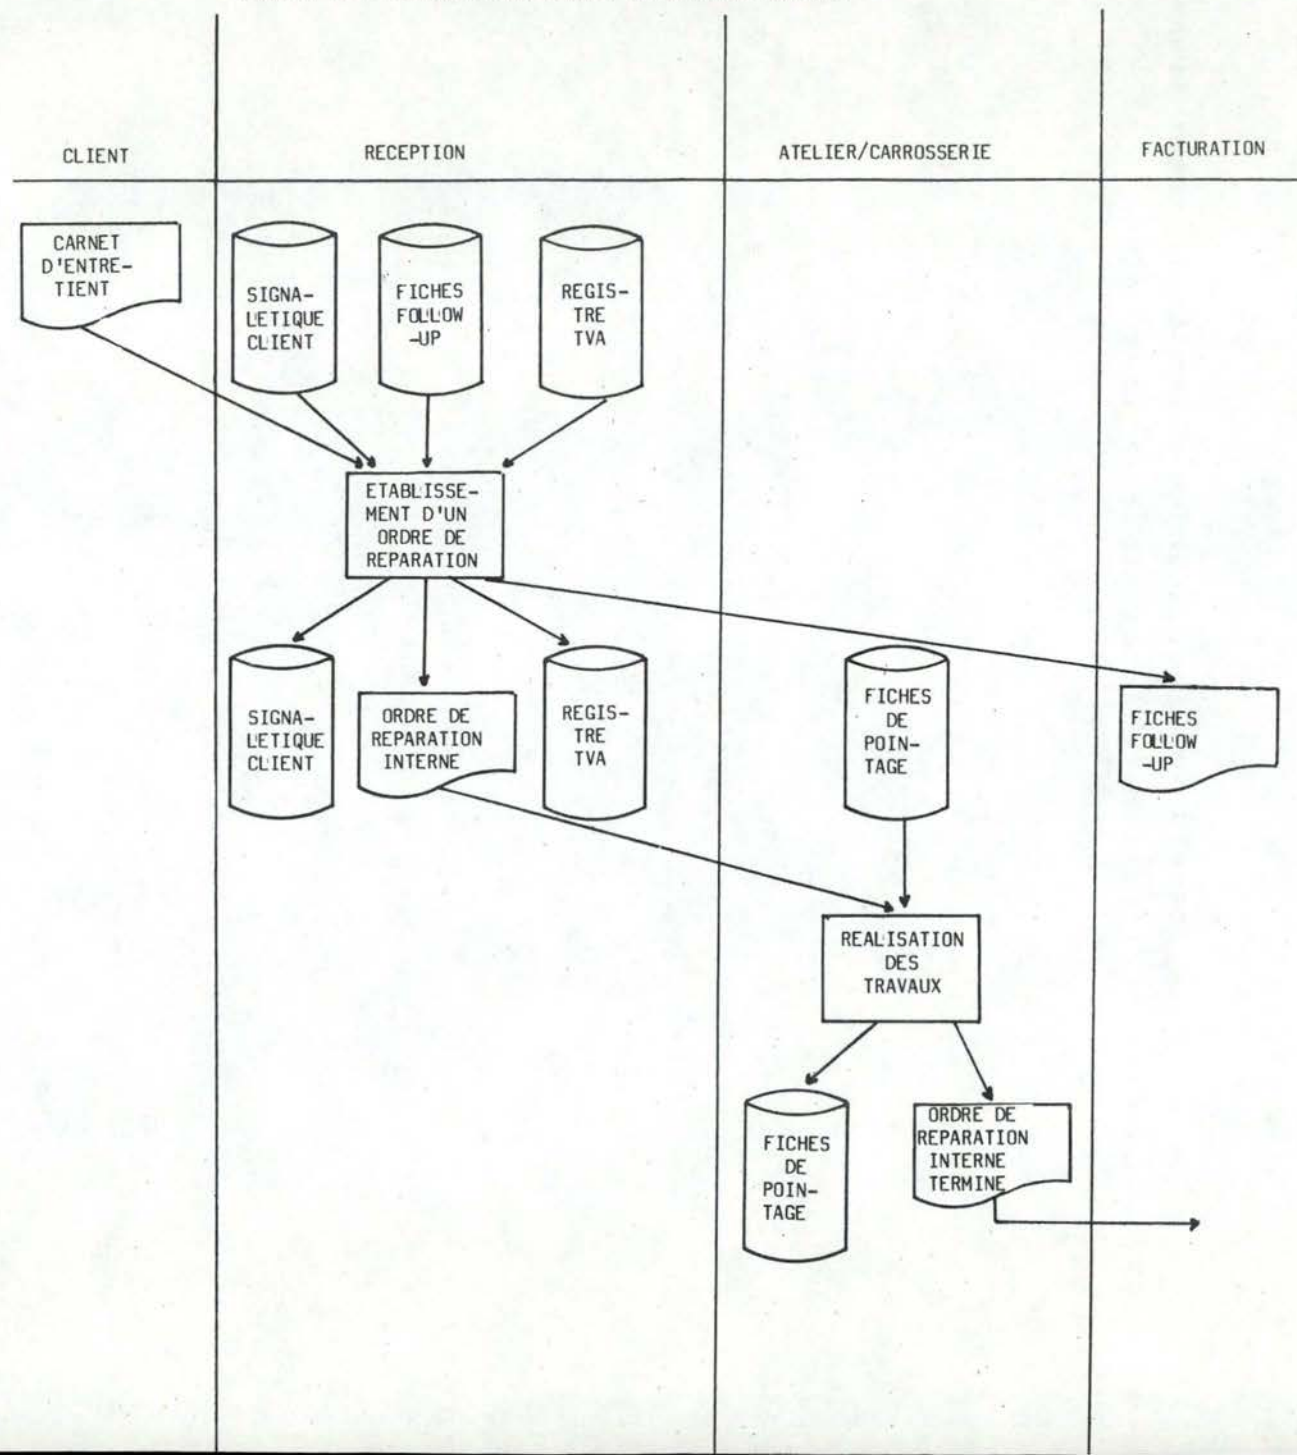 CLIENT
RECEPTION
ATELIER/CARROSSERIE
FACTURATION
CARNET
D'ENTRE-
TIENT
SIGNA-
LETIQUE
CLIENT
FICHES
FOLLOW
-UP
REGIS-
TRE
TVA
ETABLISSE-
MENT D'UN
ORDRE DE
REPARATION
SIGNA-
LETIQUE
CLIENT
ORDRE DE
REPARATION
INTERNE
REGIS-
TRE
TVA
FICHES
DE
POIN-
TAGE
FICHES
FOLLOW
-UP
REALISATION
DES
TRAVAUX
FICHES
DE
POIN-
TAGE
ORDRE DE
REPARATION
INTERNE
TERMINE